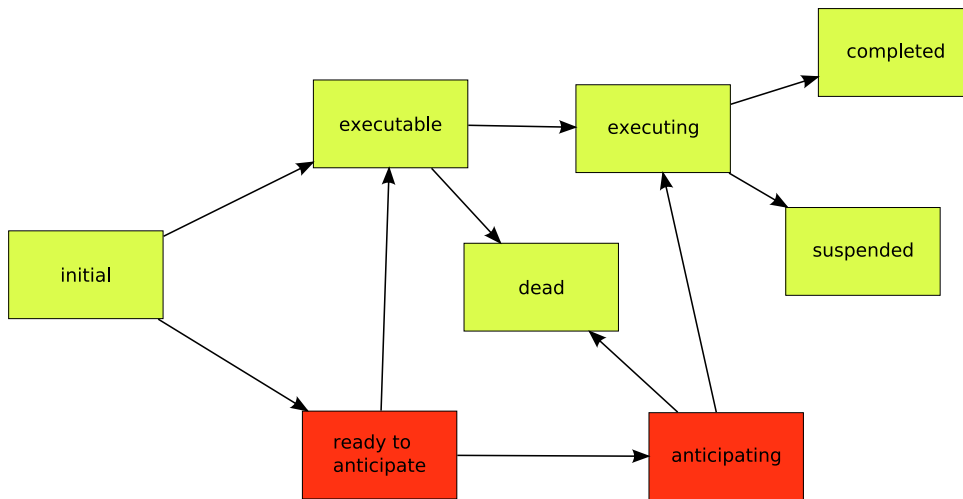 completed
executable
executing
suspended
initial
dead
ready to
anticipate
anticipating